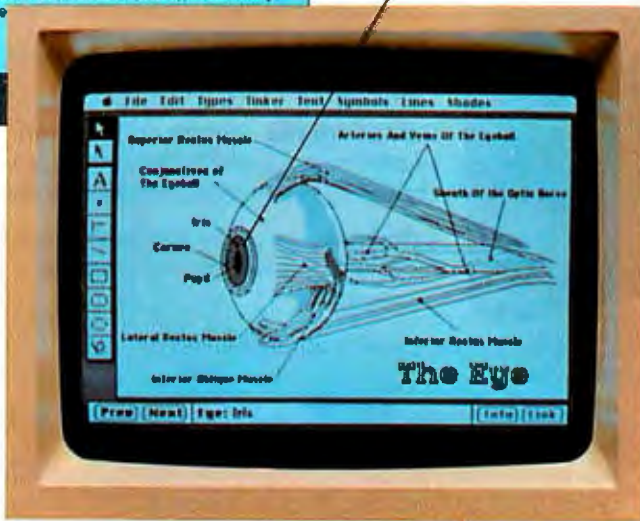 File Edit Types Tinker Text Symbols Lines Shades
Superior Rectus Muscle
Arteries And Veins Of The Eyeball
Conjunctiva of
The Eyeball
Sheath Of the Optic Nerve
A
Iris
Cornea
Pupil
Lateral Rectus Muscle
Inferior Rectus Muscle
Inferior Oblique Muscle
The Eye
(Prev) (Next) Eye: Iris (Info) (Link)